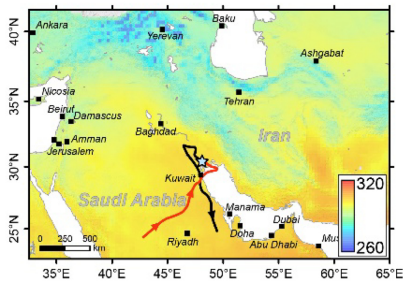 Baku
40°N
Ankara
Yerevan
Ashgabat
35°N
Nicosia
Tehran
Beirut
Damascus
Baghdad
Amman
Jerusalem
Iran
30°N
Kuwait
Saudi Arabia
320
Manama
25°N
Riyadh
Doha
Dubai
Abu Dhabi
Mus
260
0 250 500
km
35°E 40°E 45°E 50°E 55°E 60°E 65°E